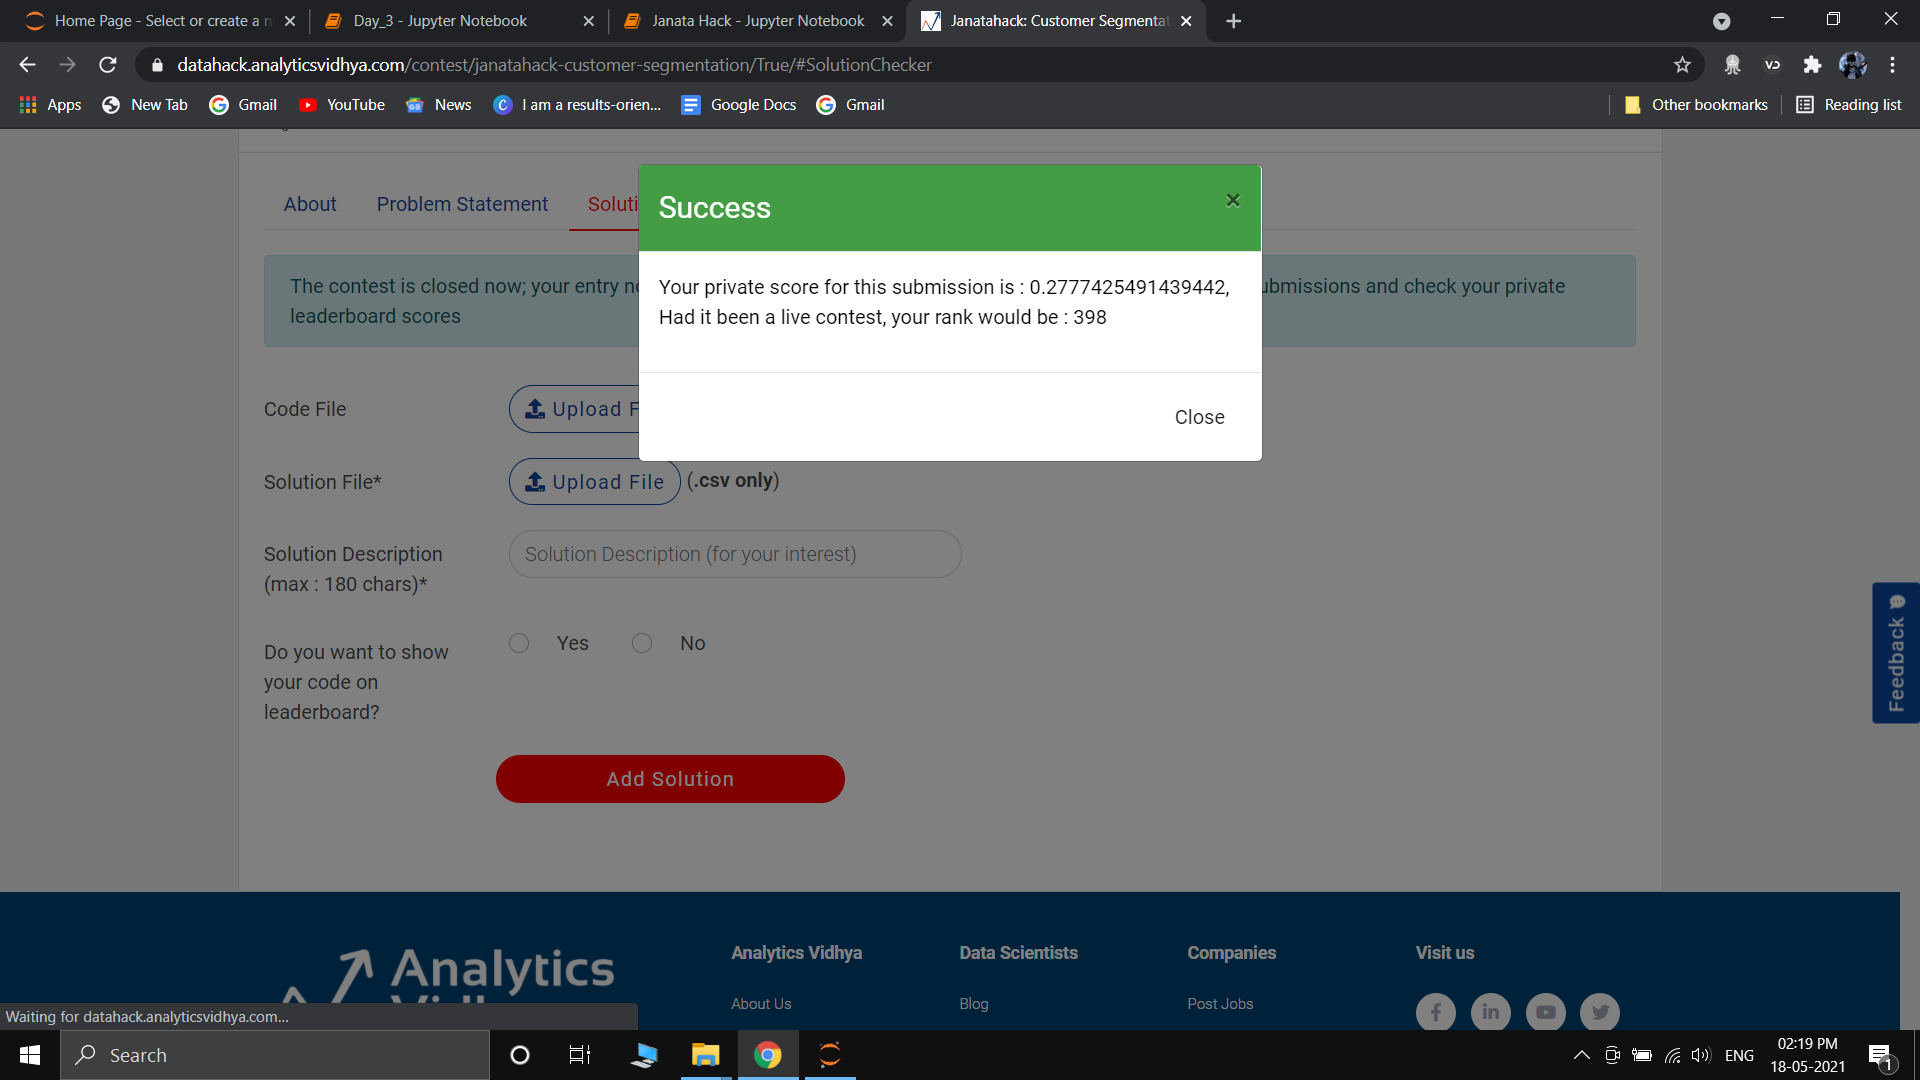 Home Page - Select or create a n
Day_3 - Jupyter Notebook
Janata Hack - Jupyter Notebook
Janatahack: Customer Segmentat
datahack.analyticsvidhya.com/contest/janatahack-customer-segmentation/True/#SolutionChecker
Apps
New Tab
Gmail
YouTube
News
I am a results-orien...
Google Docs
Gmail
Other bookmarks
Reading list
About
Problem Statement
Soluti
Success
×
The contest is closed now; your entry n
ubmissions and check your private
leaderboard scores
Your private score for this submission is : 0.2777425491439442,
Had it been a live contest, your rank would be : 398
Close
Code File
Upload F
Solution File*
Upload File
(.csv only)
Solution Description
(max : 180 chars)*
Solution Description (for your interest)
Do you want to show
your code on
leaderboard?
Yes
No
Add Solution
Feedback
Analytics
Analytics Vidhya
Data Scientists
Companies
Visit us
About Us
Blog
Post Jobs
Waiting for datahack.analyticsvidhya.com...
Search
ENG
02:19 PM
18-05-2021
1